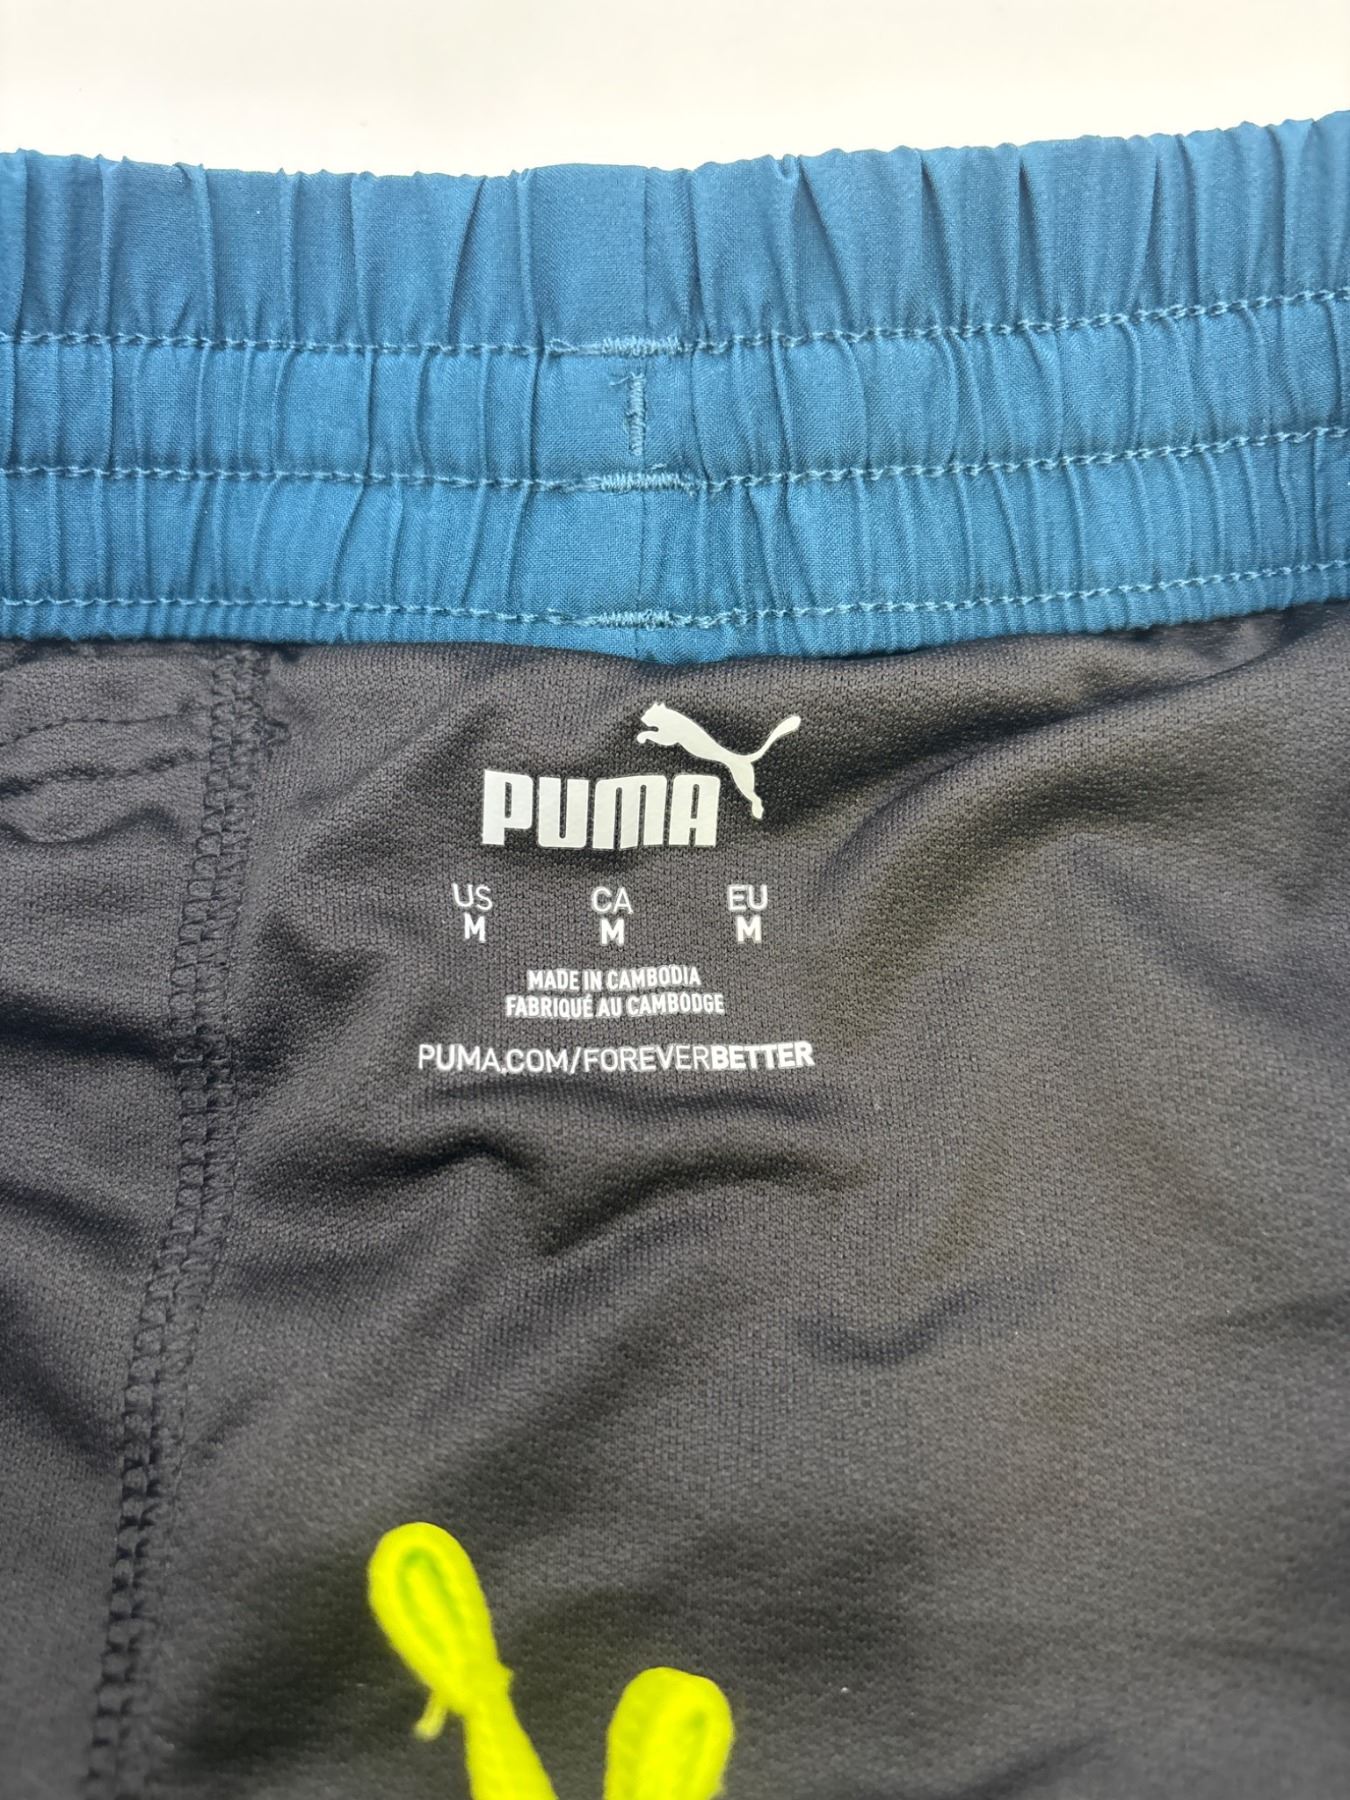 PUMA
US CA EU
M M M
MADE IN CAMBODIA
FABRIQUÉ AU CAMBODGE
PUMA.COM/FOREVERBETTER